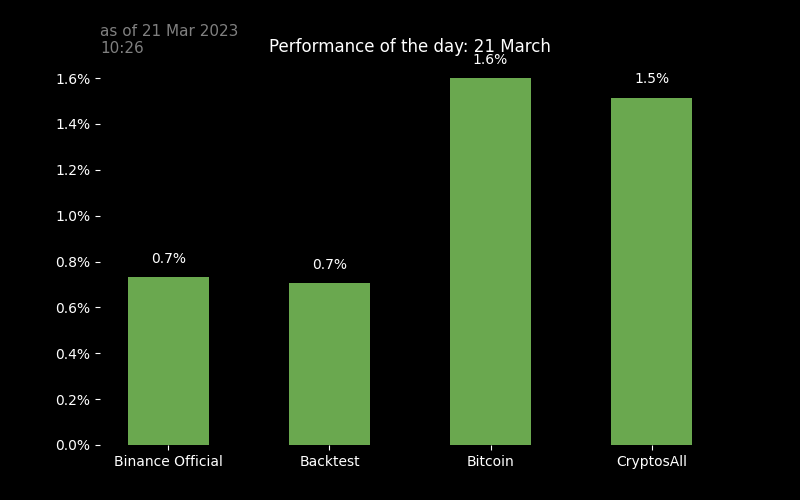 as of 21 Mar 2023
10:26
Performance of the day: 21 March
1.6%
1.5%
0.7%
0.7%
1.6%
1.4%
1.2%
1.0%
0.8%
0.6%
0.4%
0.2%
0.0%
Binance Official
Backtest
Bitcoin
CryptosAll